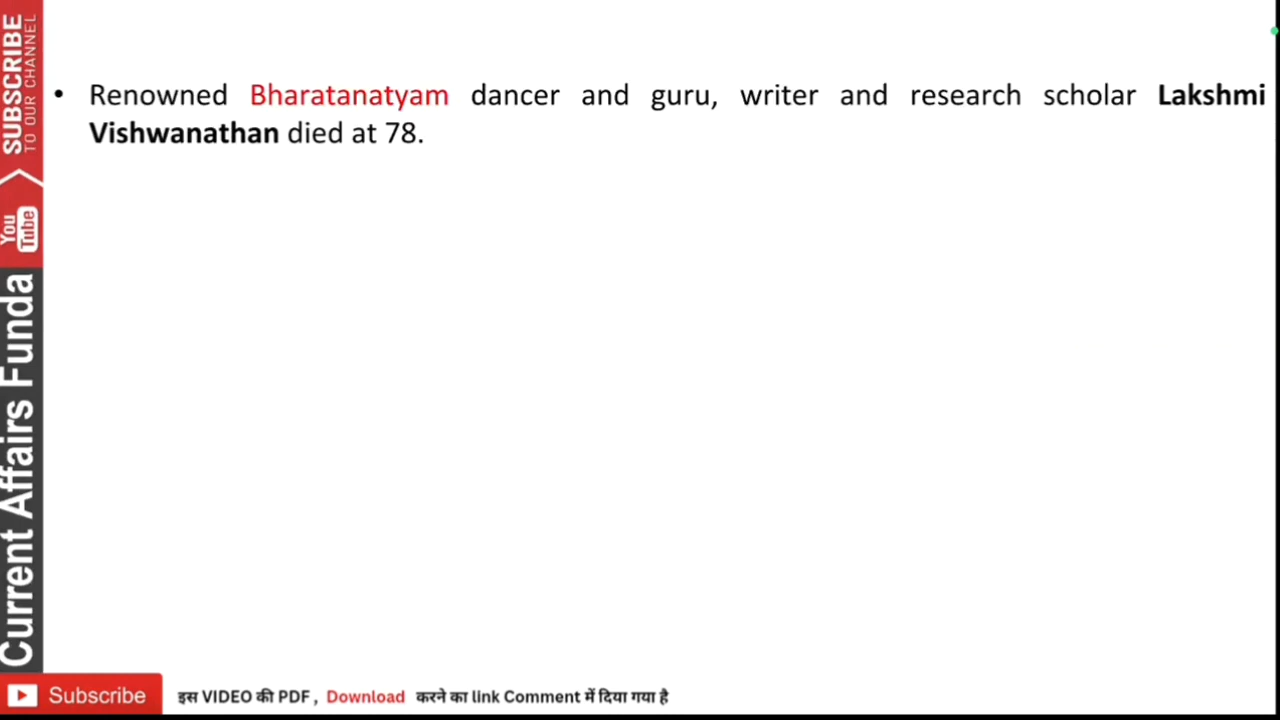 • Renowned Bharatanatyam dancer and guru, writer and research scholar Lakshmi
Vishwanathan died at 78.
SUBSCRIBE
TO OUR CHANNEL
You
Tube
Current Affairs Funda
Subscribe
इस VIDEO की PDF , Download करने का link Comment में दिया गया है